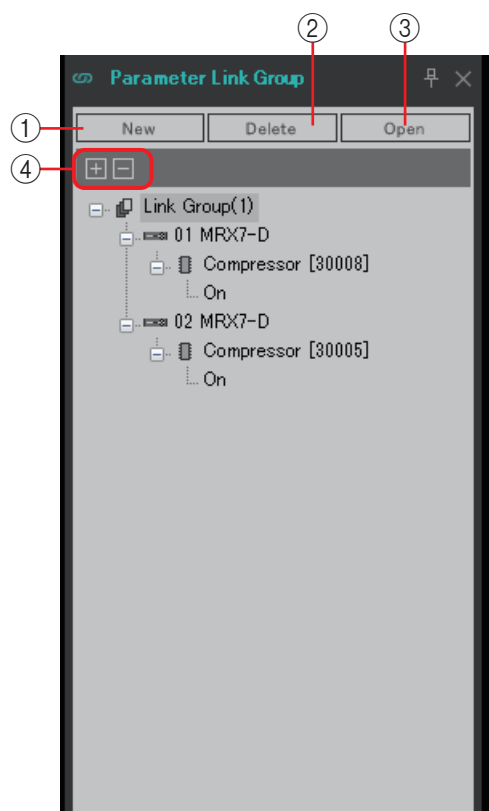 ② ③
Parameter Link Group
① New Delete Open
④
Link Group(1)
01 MRX7-D
Compressor [30008]
On
02 MRX7-D
Compressor [30005]
On